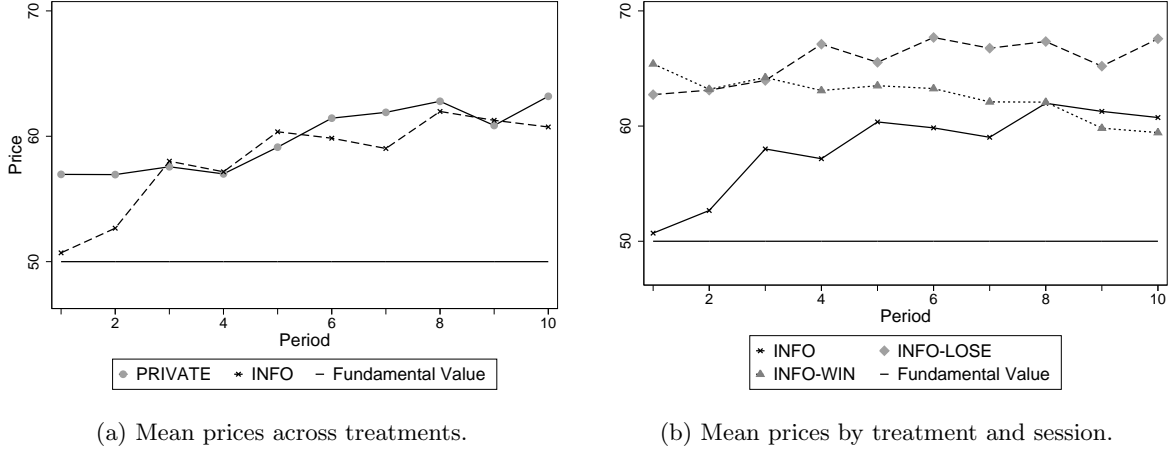 70
60
50
Price
2 4 6 8 10
Period
PRIVATE INFO Fundamental Value
(a) Mean prices across treatments.
70
60
50
2 4 6 8 10
Period
INFO INFO-LOSE
INFO-WIN Fundamental Value
(b) Mean prices by treatment and session.